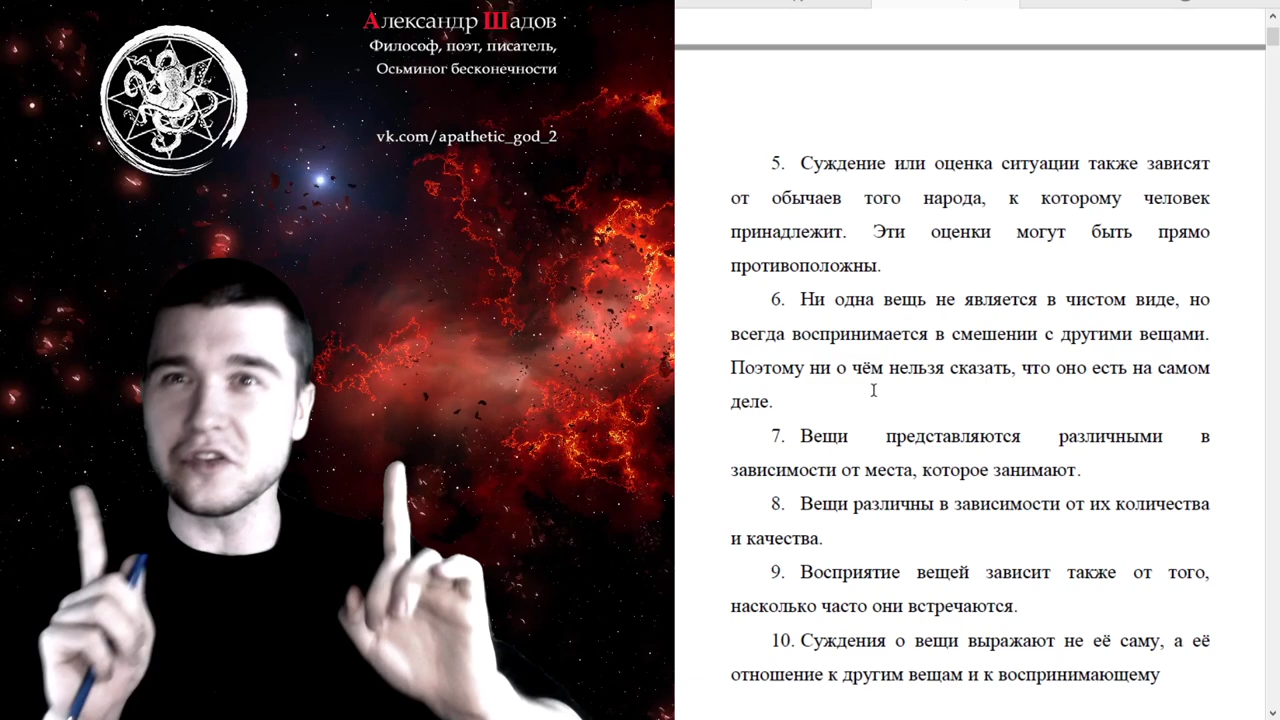 Александр Шадов
Философ, поэт, писатель,
Осьминог бесконечности
vk.com/apathetic_god_2
5. Суждение или оценка ситуации также зависят
от обычаев того народа, к которому человек
принадлежит. Эти оценки могут быть прямо
противоположны.
6. Ни одна вещь не является в чистом виде, но
всегда воспринимается в смешении с другими вещами.
Поэтому ни о чём нельзя сказать, что оно есть на самом
деле.
7. Вещи представляются различными в
зависимости от места, которое занимают.
8. Вещи различны в зависимости от их количества
и качества.
9. Восприятие вещей зависит также от того,
насколько часто они встречаются.
10. Суждения о вещи выражают не её саму, а её
отношение к другим вещам и к воспринимающему